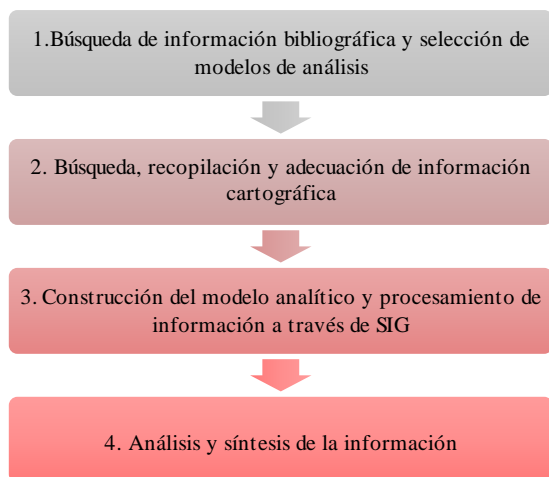 1.Búsqueda de información bibliográfica y selección de
modelos de análisis
2. Búsqueda, recopilación y adecuación de información
cartográfica
3. Construcción del modelo analítico y procesamiento de
información a través de SIG
4. Análisis y síntesis de la información